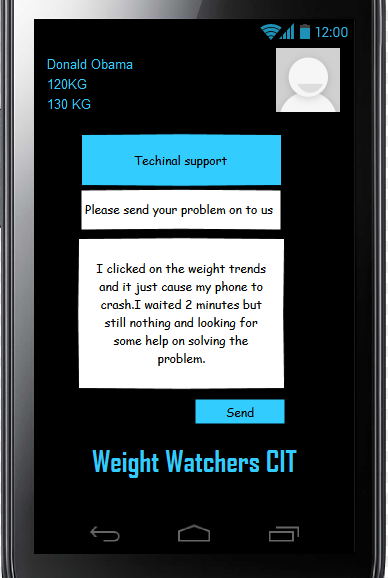 12:00
Donald Obama
120KG
130 KG
Techinal support
Please send your problem on to us
I clicked on the weight trends
and it just cause my phone to
crash.I waited 2 minutes but
still nothing and looking for
some help on solving the
problem.
Send
Weight Watchers CIT